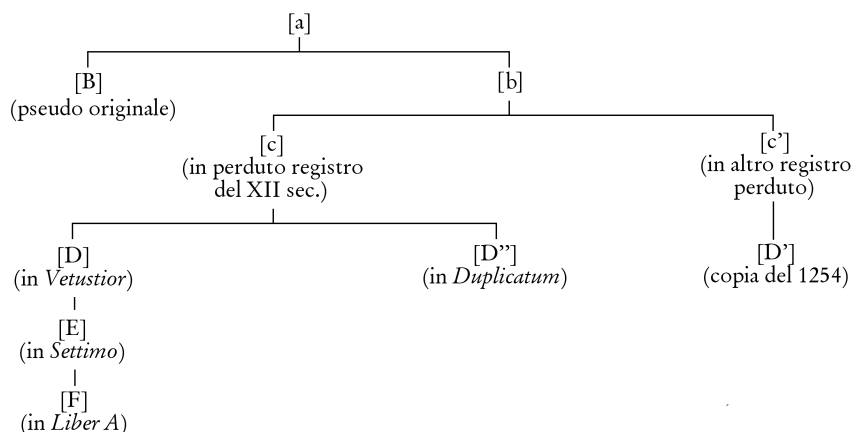 [a]
[B]
(pseudo originale)
[b]
[c]
(in perduto registro
del XII sec.)
[c’]
(in altro registro
perduto)
[D]
(in Vetustior)
[D’’]
(in Duplicatum)
[D’]
(copia del 1254)
[E]
(in Settimo)
[F]
(in Liber A)